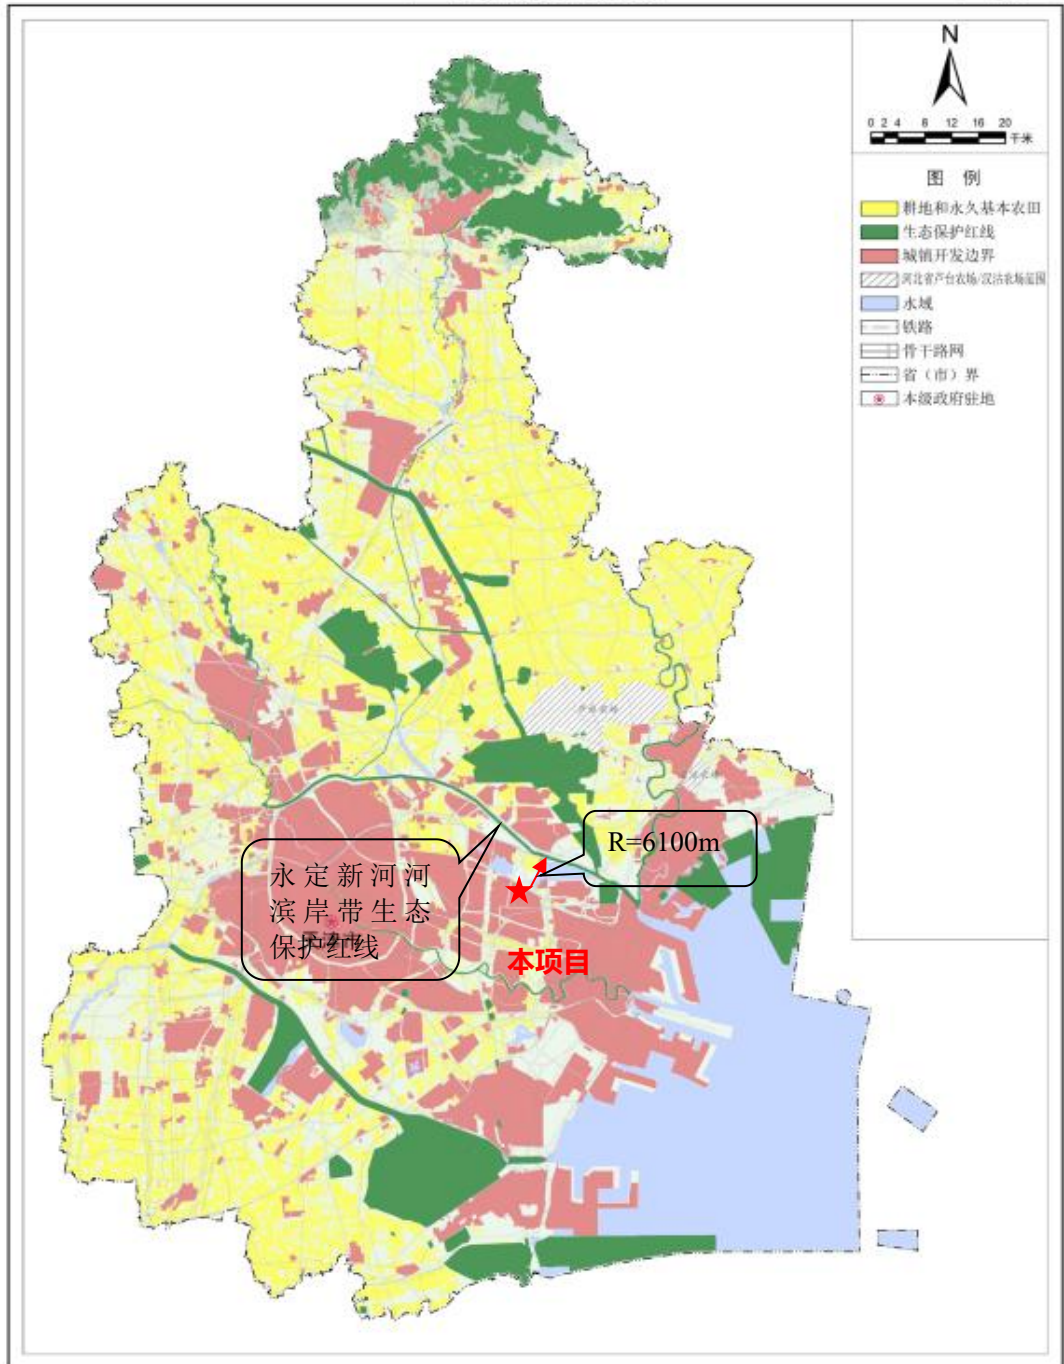 N
0 2 4 8 12 16 20
千米
图 例
耕地和永久基本农田
生态保护红线
城镇开发边界
河北省芦台农场/汉沽农场范围
水域
铁路
骨干路网
省（市）界
本级政府驻地
R=6100m
永定新河河
滨岸带生态
保护红线
本项目